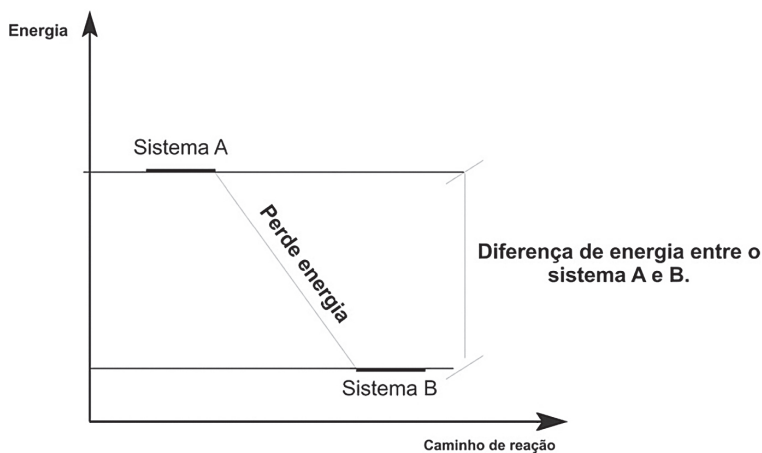 Energia
Sistema A
Perde energia
Diferença de energia entre o
sistema A e B.
Sistema B
Caminho de reação